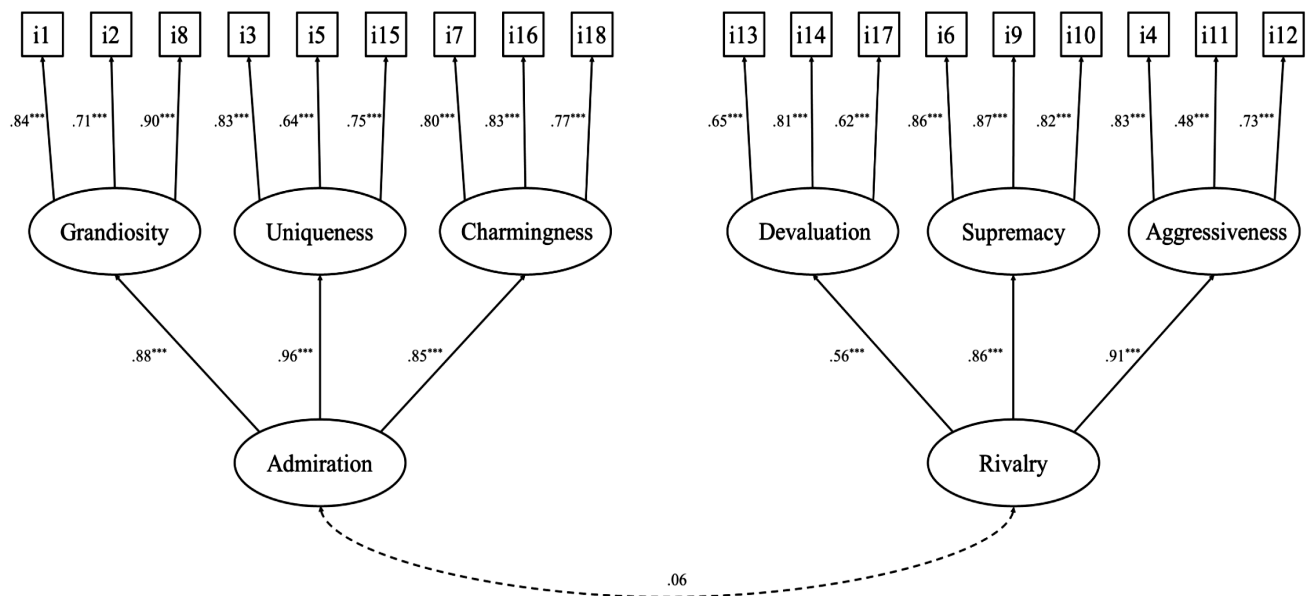 i1 i2 i8 i3 i5 i15 i7 i16 i18 i13 i14 i17 i6 i9 i10 i4 i11 i12
.84*** .71*** .90*** .83*** .64*** .75*** .80*** .83*** .77*** .65*** .81*** .62*** .86*** .87*** .82*** .83*** .48*** .73***
Grandiosity Uniqueness Charmingness Devaluation Supremacy Aggressiveness
.88*** .96*** .85*** .56*** .86*** .91***
Admiration Rivalry
.06